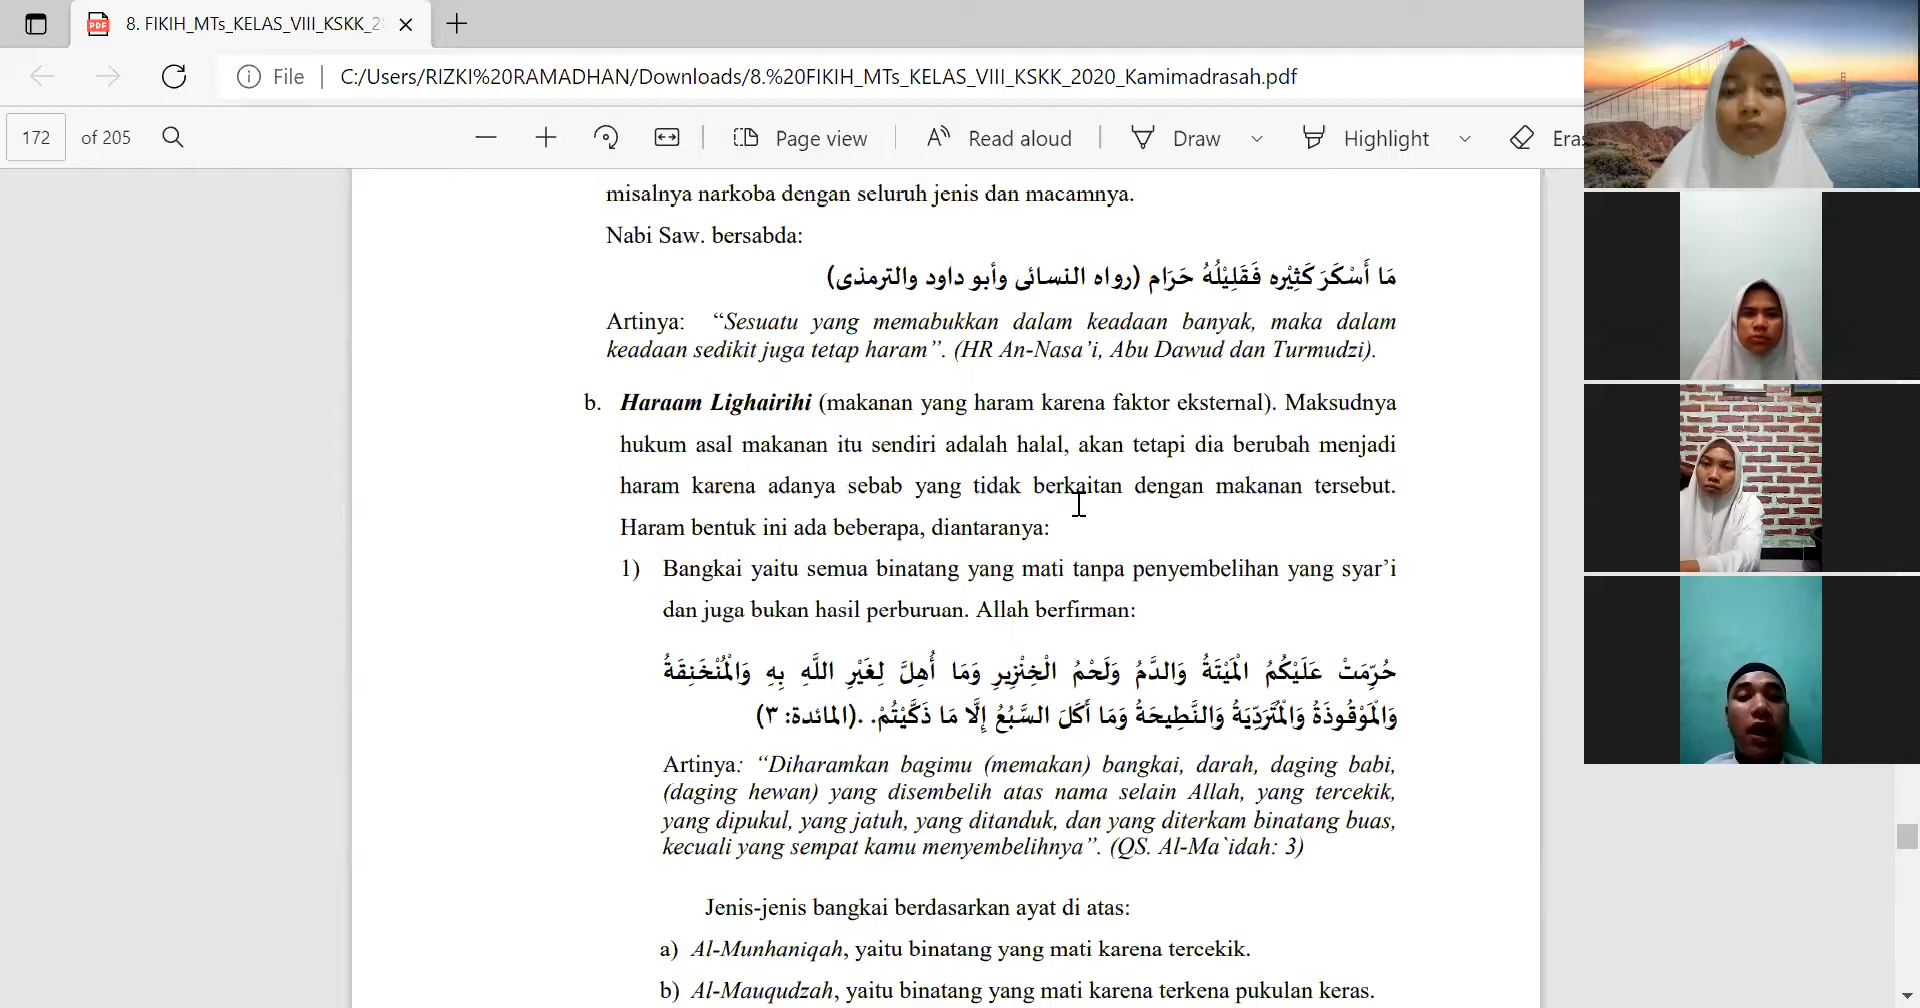 8. FIKIH_MTs_KELAS_VIII_KSKK_2
File
C:/Users/RIZKI%20RAMADHAN/Downloads/8.%20FIKIH_MTs_KELAS_VIII_KSKK_2020_Kamimadrasah.pdf
172 of 205 Page view Read aloud Draw Highlight Eras
misalnya narkoba dengan seluruh jenis dan macamnya.
Nabi Saw. bersabda:
مَا أَسْكَرَ كَثِيْره فَقَلِيْلُهُ حَرَام (رواه النسائى وأبو داود والترمذى)
Artinya: “Sesuatu yang memabukkan dalam keadaan banyak, maka dalam
keadaan sedikit juga tetap haram”. (HR An-Nasa’i, Abu Dawud dan Turmudzi).
b. Haraam Lighairihi (makanan yang haram karena faktor eksternal). Maksudnya
hukum asal makanan itu sendiri adalah halal, akan tetapi dia berubah menjadi
haram karena adanya sebab yang tidak berkaitan dengan makanan tersebut.
Haram bentuk ini ada beberapa, diantaranya:
1) Bangkai yaitu semua binatang yang mati tanpa penyembelihan yang syar’i
dan juga bukan hasil perburuan. Allah berfirman:
حُرِّمَتْ عَلَيْكُمُ الْمَيْتَةُ وَالدَّمُ وَلَحْمُ الْخِنْزِيرِ وَمَا أُهِلَّ لِغَيْرِ اللَّهِ بِهِ وَالْمُنْخَنِقَةُ
وَالْمَوْقُوذَةُ وَالْمُتَرَدِّيَةُ وَالنَّطِيحَةُ وَمَا أَكَلَ السَّبُعُ إِلَّا مَا ذَكَّيْتُمْ. .(المائدة: ٣)
Artinya: “Diharamkan bagimu (memakan) bangkai, darah, daging babi,
(daging hewan) yang disembelih atas nama selain Allah, yang tercekik,
yang dipukul, yang jatuh, yang ditanduk, dan yang diterkam binatang buas,
kecuali yang sempat kamu menyembelihnya”. (QS. Al-Ma`idah: 3)
Jenis-jenis bangkai berdasarkan ayat di atas:
a) Al-Munhaniqah, yaitu binatang yang mati karena tercekik.
b) Al-Mauqudzah, yaitu binatang yang mati karena terkena pukulan keras.